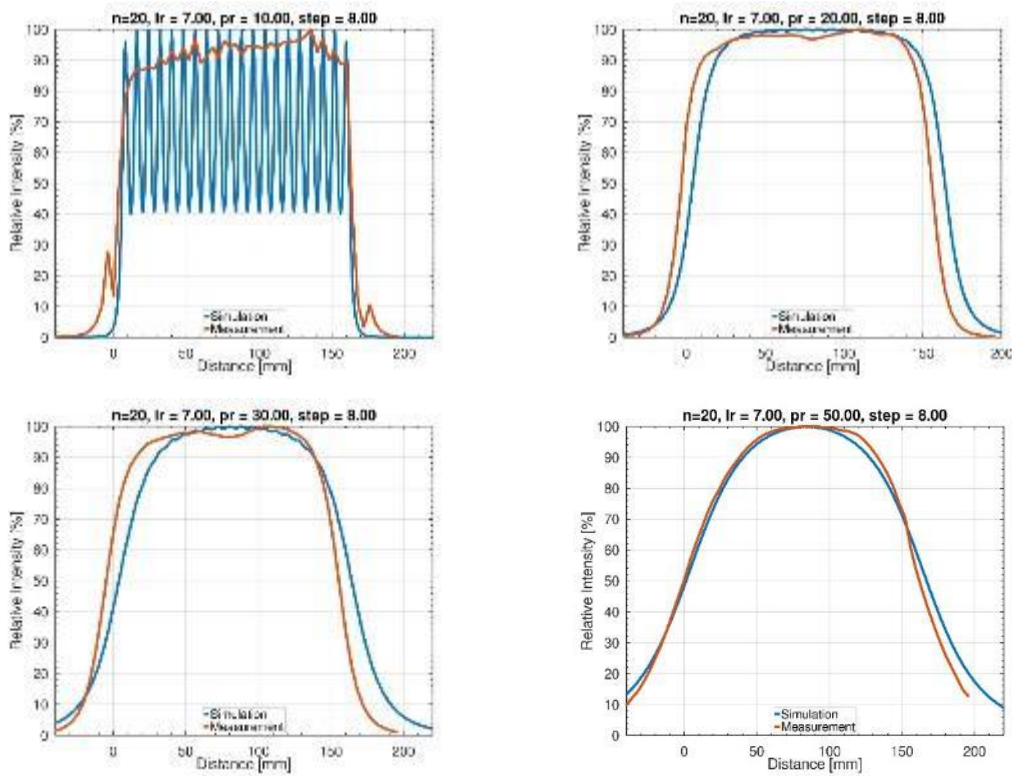 n=20, lr = 7.00, pr = 10.00, step = 8.00
100
90
80
70
60
50
40
30
20
10
0
Relative Intensity [%]
Simulation
Measurement
0 50 100 150 200
Distance [mm]
n=20, lr = 7.00, pr = 20.00, step = 8.00
100
90
80
70
60
50
40
30
20
10
0
Relative Intensity [%]
Simulation
Measurement
0 50 100 150 200
Distance [mm]
n=20, lr = 7.00, pr = 30.00, step = 8.00
100
90
80
70
60
50
40
30
20
10
0
Relative Intensity [%]
Simulation
Measurement
0 50 100 150 200
Distance [mm]
n=20, lr = 7.00, pr = 50.00, step = 8.00
100
90
80
70
60
50
40
30
20
10
0
Relative Intensity [%]
Simulation
Measurement
0 50 100 150 200
Distance [mm]